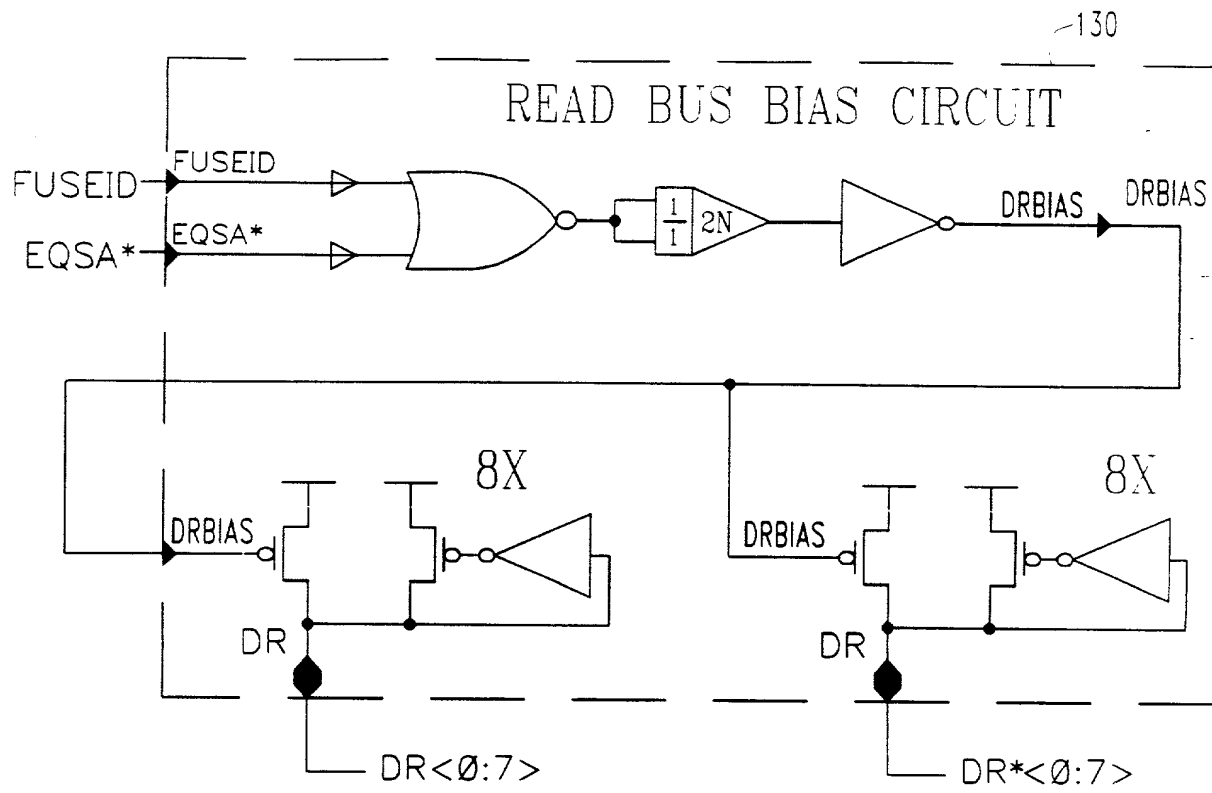 130
READ BUS BIAS CIRCUIT
FUSEID
FUSEID
EQSA*
EQSA*
1
1
2N
DRBIAS
DRBIAS
8X
8X
DRBIAS
DRBIAS
DR
DR
DR<Ø:7>
DR*<Ø:7>